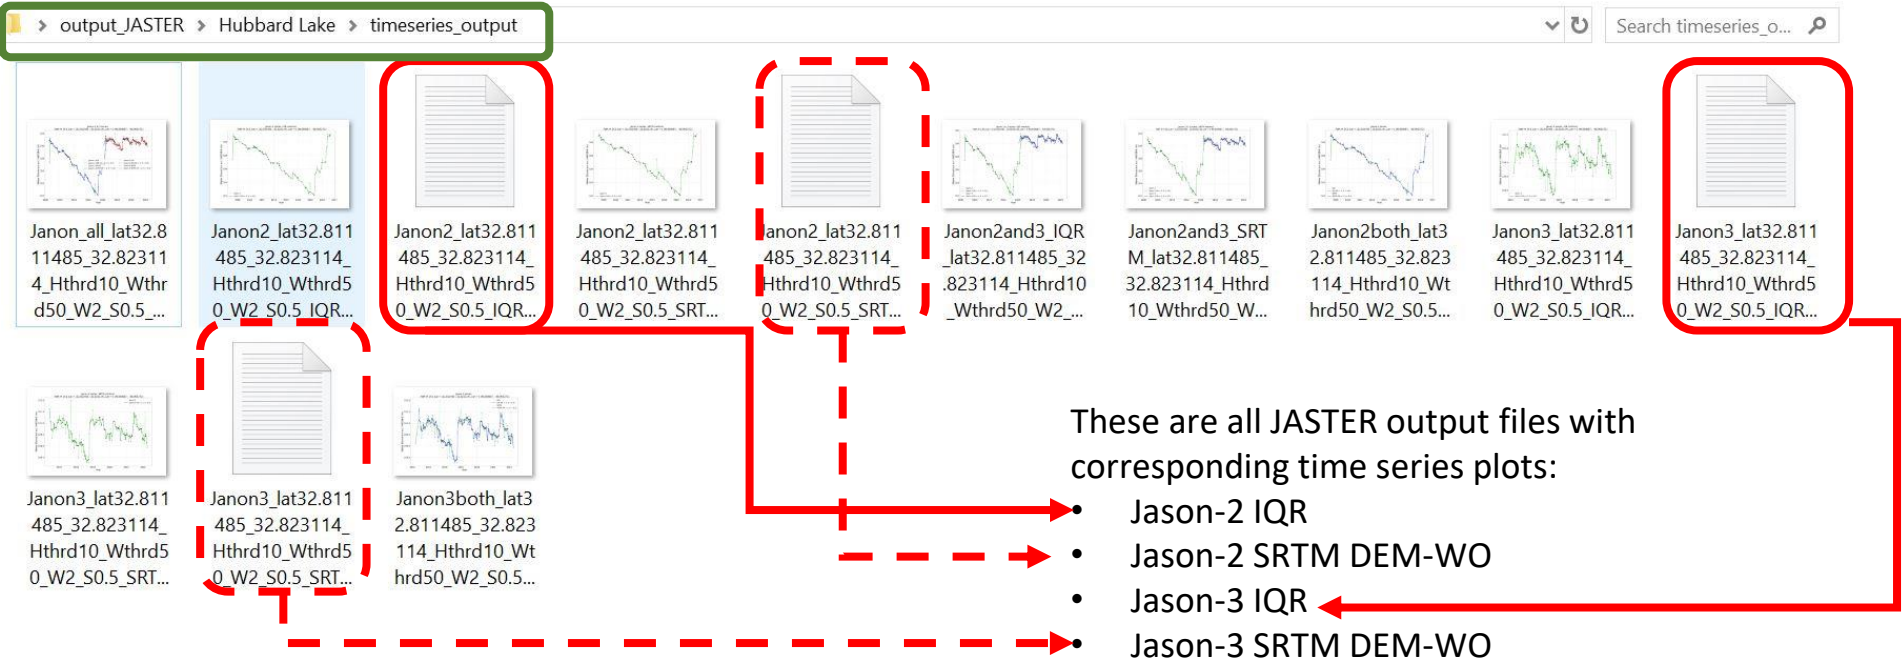 output_JASTER > Hubbard Lake > timeseries_output
Search timeseries_o...
Janon_all_lat32.8
11485_32.82311
4_Hthrd10_Wthr
d50_W2_S0.5_...
Janon2_lat32.811
485_32.823114_
Hthrd10_Wthrd5
0_W2_S0.5_IQR...
Janon2_lat32.811
485_32.823114_
Hthrd10_Wthrd5
0_W2_S0.5_IQR...
Janon2_lat32.811
485_32.823114_
Hthrd10_Wthrd5
0_W2_S0.5_SRT...
Janon2_lat32.811
485_32.823114_
Hthrd10_Wthrd5
0_W2_S0.5_SRT...
Janon2and3_IQR
_lat32.811485_32
.823114_Hthrd10
_Wthrd50_W2_...
Janon2and3_SRT
M_lat32.811485_
32.823114_Hthrd
10_Wthrd50_W...
Janon2both_lat3
2.811485_32.823
114_Hthrd10_Wt
hrd50_W2_S0.5...
Janon3_lat32.811
485_32.823114_
Hthrd10_Wthrd5
0_W2_S0.5_IQR...
Janon3_lat32.811
485_32.823114_
Hthrd10_Wthrd5
0_W2_S0.5_IQR...
Janon3_lat32.811
485_32.823114_
Hthrd10_Wthrd5
0_W2_S0.5_SRT...
Janon3_lat32.811
485_32.823114_
Hthrd10_Wthrd5
0_W2_S0.5_SRT...
Janon3both_lat3
2.811485_32.823
114_Hthrd10_Wt
hrd50_W2_S0.5...
These are all JASTER output files with
corresponding time series plots:
• Jason-2 IQR
• Jason-2 SRTM DEM-WO
• Jason-3 IQR
• Jason-3 SRTM DEM-WO